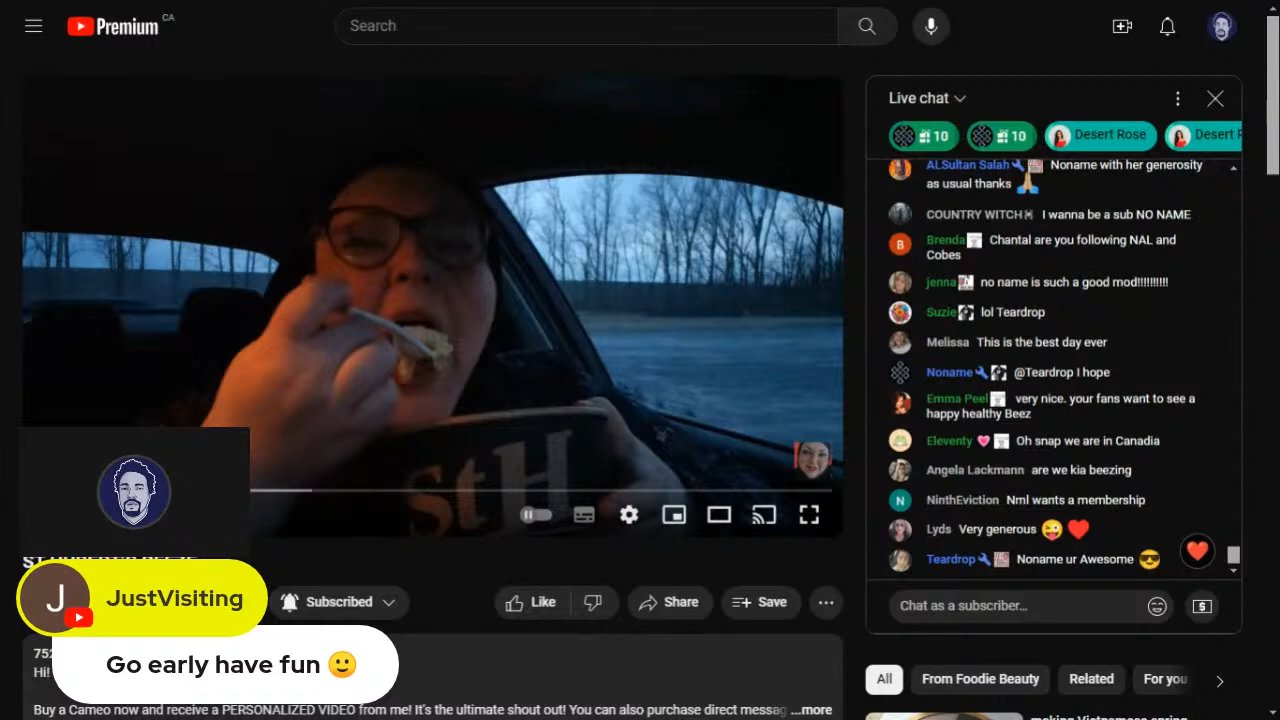 Premium CA
Search
Live chat
10
10
Desert Rose
Desert R
ALSultan Salah Noname with her generosity
as usual thanks 🙏
COUNTRY WITCH I wanna be a sub NO NAME
B Brenda Chantal are you following NAL and
Cobes
jenna no name is such a good mod!!!!!!!!!!
Suzie lol Teardrop
Melissa This is the best day ever
Noname @Teardrop I hope
Emma Peel very nice. your fans want to see a
happy healthy Beez
Eleventy 💗 Oh snap we are in Canadia
Angela Lackmann are we kia beezing
N NinthEviction Nml wants a membership
Lyds Very generous 😜❤️
Teardrop Noname ur Awesome 😎
Chat as a subscriber...
StH
J JustVisiting
Go early have fun 🙂
Subscribed
Like
Share
Save
752
Hi!
Buy a Cameo now and receive a PERSONALIZED VIDEO from me! It's the ultimate shout out! You can also purchase direct messag ...more
All
From Foodie Beauty
Related
For you
making Vietnamese spring